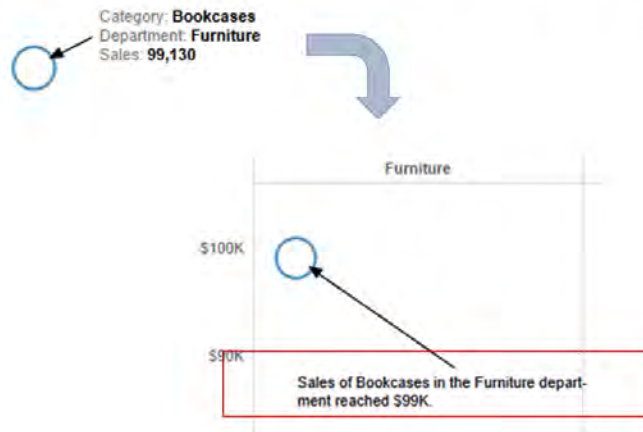 Category: Bookcases
Department: Furniture
Sales: 99,130
Furniture
$100K
$90K
Sales of Bookcases in the Furniture depart-
ment reached $99K.